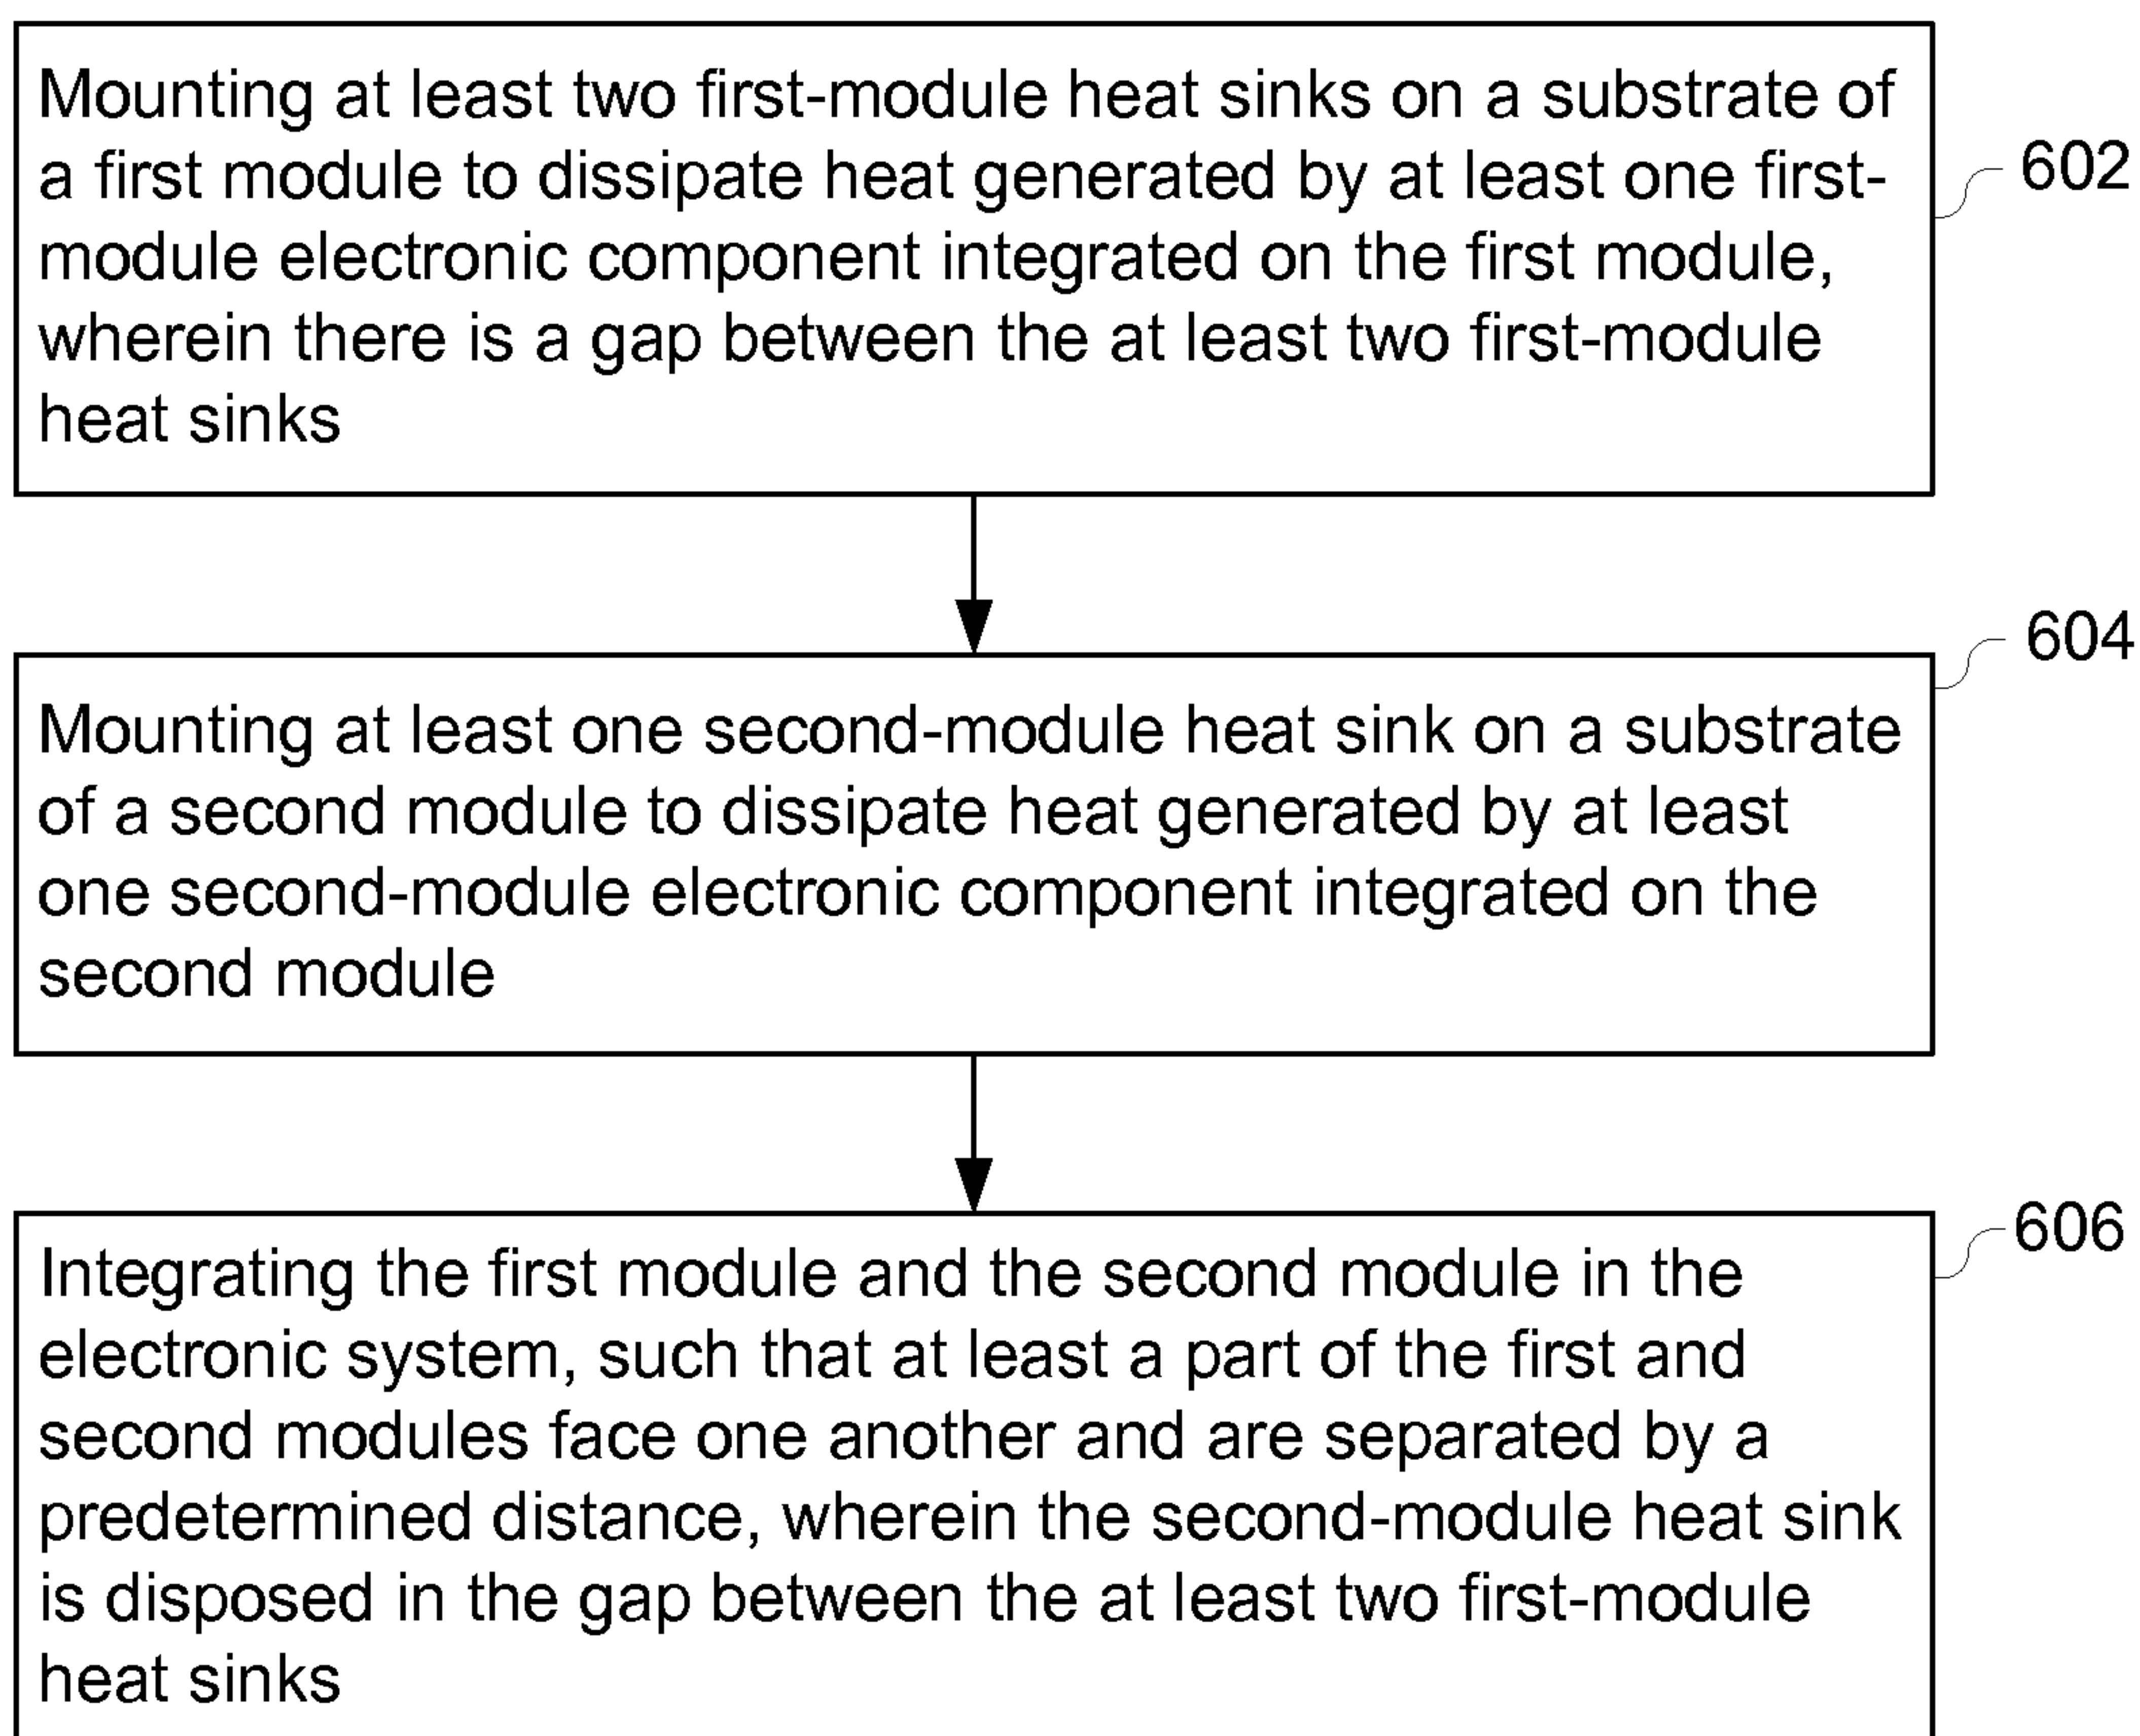 Mounting at least two first-module heat sinks on a substrate of
a first module to dissipate heat generated by at least one first-
module electronic component integrated on the first module,
wherein there is a gap between the at least two first-module
heat sinks
602
604
Mounting at least one second-module heat sink on a substrate
of a second module to dissipate heat generated by at least
one second-module electronic component integrated on the
second module
606
Integrating the first module and the second module in the
electronic system, such that at least a part of the first and
second modules face one another and are separated by a
predetermined distance, wherein the second-module heat sink
is disposed in the gap between the at least two first-module
heat sinks